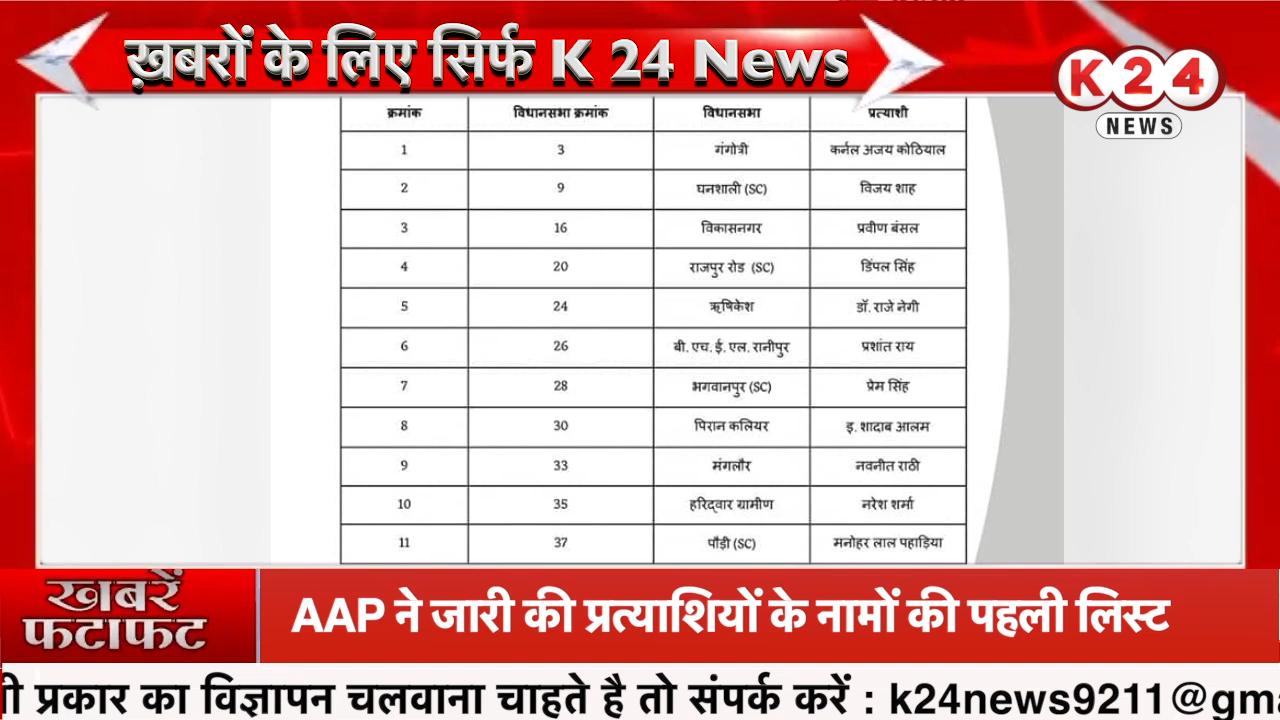 ख़बरों के लिए सिर्फ K 24 News
K24
NEWS
क्रमांक विधानसभा क्रमांक विधानसभा प्रत्याशी
1 3 गंगोत्री कर्नल अजय कोठियाल
2 9 घनशाली (SC) विजय शाह
3 16 विकासनगर प्रवीण बंसल
4 20 राजपुर रोड (SC) डिंपल सिंह
5 24 ऋषिकेश डॉ. राजे नेगी
6 26 बी. एच. ई. एल. रानीपुर प्रशांत राय
7 28 भगवानपुर (SC) प्रेम सिंह
8 30 पिरान कलियर इ. शादाब आलम
9 33 मंगलौर नवनीत राठी
10 35 हरिद्वार ग्रामीण नरेश शर्मा
11 37 पौड़ी (SC) मनोहर लाल पहाड़िया
खबरें
फटाफट
AAP ने जारी की प्रत्याशियों के नामों की पहली लिस्ट
ी प्रकार का विज्ञापन चलवाना चाहते है तो संपर्क करें : k24news9211@gma